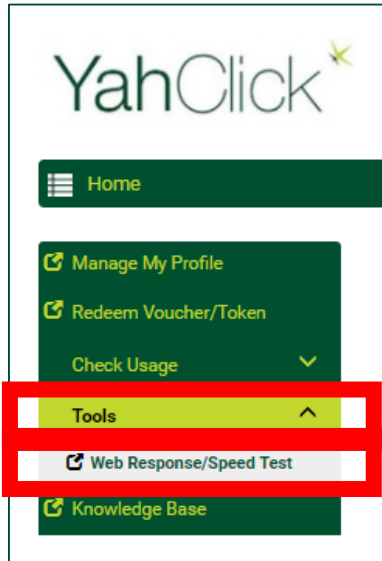 YahClick
Home
Manage My Profile
Redeem Voucher/Token
Check Usage
Tools
Web Response/Speed Test
Knowledge Base